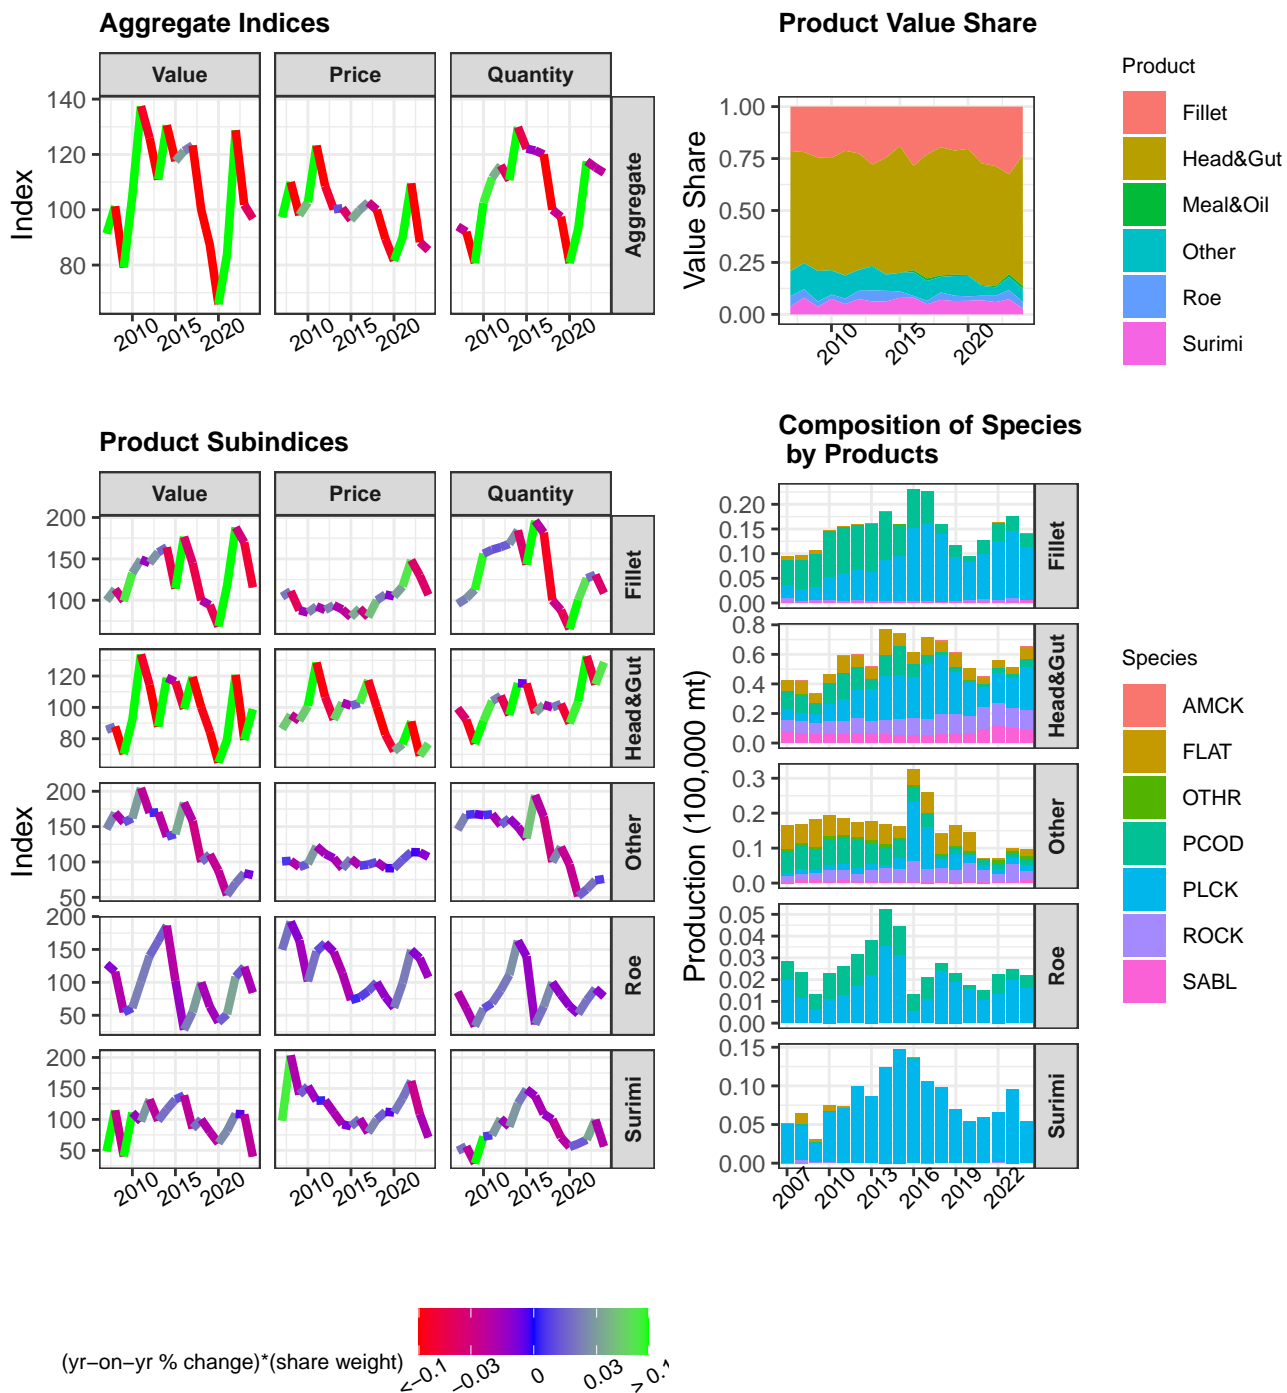 Aggregate Indices
Value
Price
Quantity
Index
140
120
100
80
Aggregate
2010
2015
2020
2010
2015
2020
2010
2015
2020
Product Value Share
Value Share
1.00
0.75
0.50
0.25
0.00
2010
2015
2020
Product
Fillet
Head&Gut
Meal&Oil
Other
Roe
Surimi
Product Subindices
Value
Price
Quantity
Index
200
150
100
Fillet
120
100
80
Head&Gut
200
150
100
50
Other
200
150
100
50
Roe
200
150
100
50
Surimi
2010
2015
2020
2010
2015
2020
2010
2015
2020
Composition of Species
by Products
Production (100,000 mt)
0.20
0.15
0.10
0.05
0.00
Fillet
0.8
0.6
0.4
0.2
0.0
Head&Gut
0.3
0.2
0.1
0.0
Other
0.05
0.04
0.03
0.02
0.01
0.00
Roe
0.15
0.10
0.05
0.00
Surimi
2007
2010
2013
2016
2019
2022
Species
AMCK
FLAT
OTHR
PCOD
PLCK
ROCK
SABL
(yr−on−yr % change)*(share weight)
<−0.1
−0.03
0
0.03
> 0.1